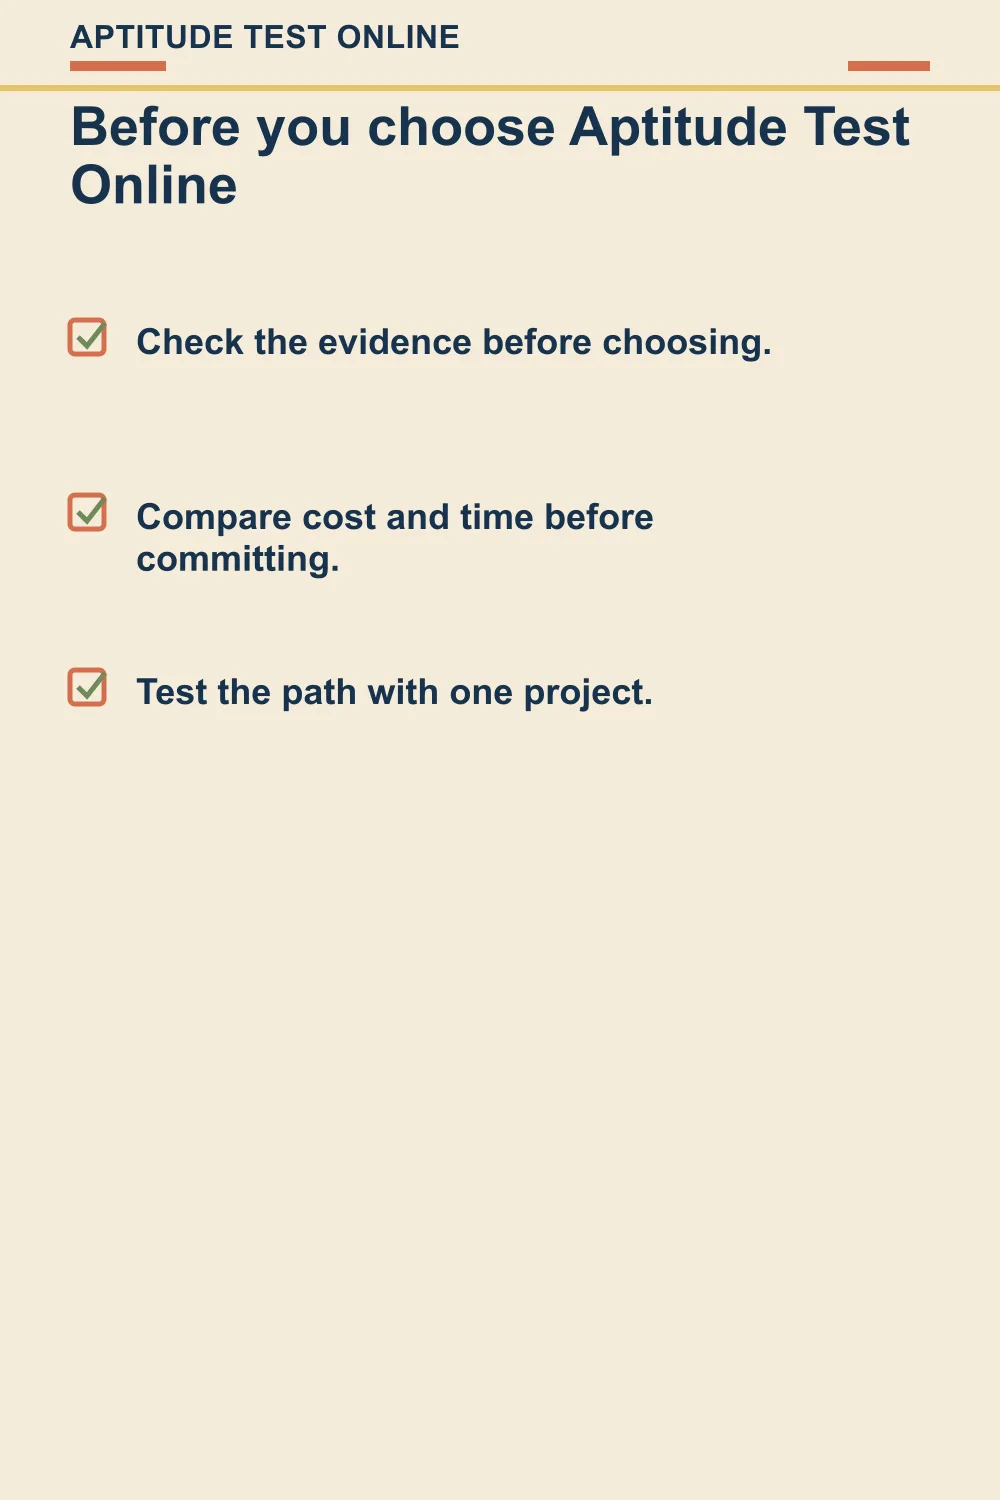 APTITUDE TEST ONLINE
Before you choose Aptitude Test
Online
Check the evidence before choosing.
Compare cost and time before
committing.
Test the path with one project.